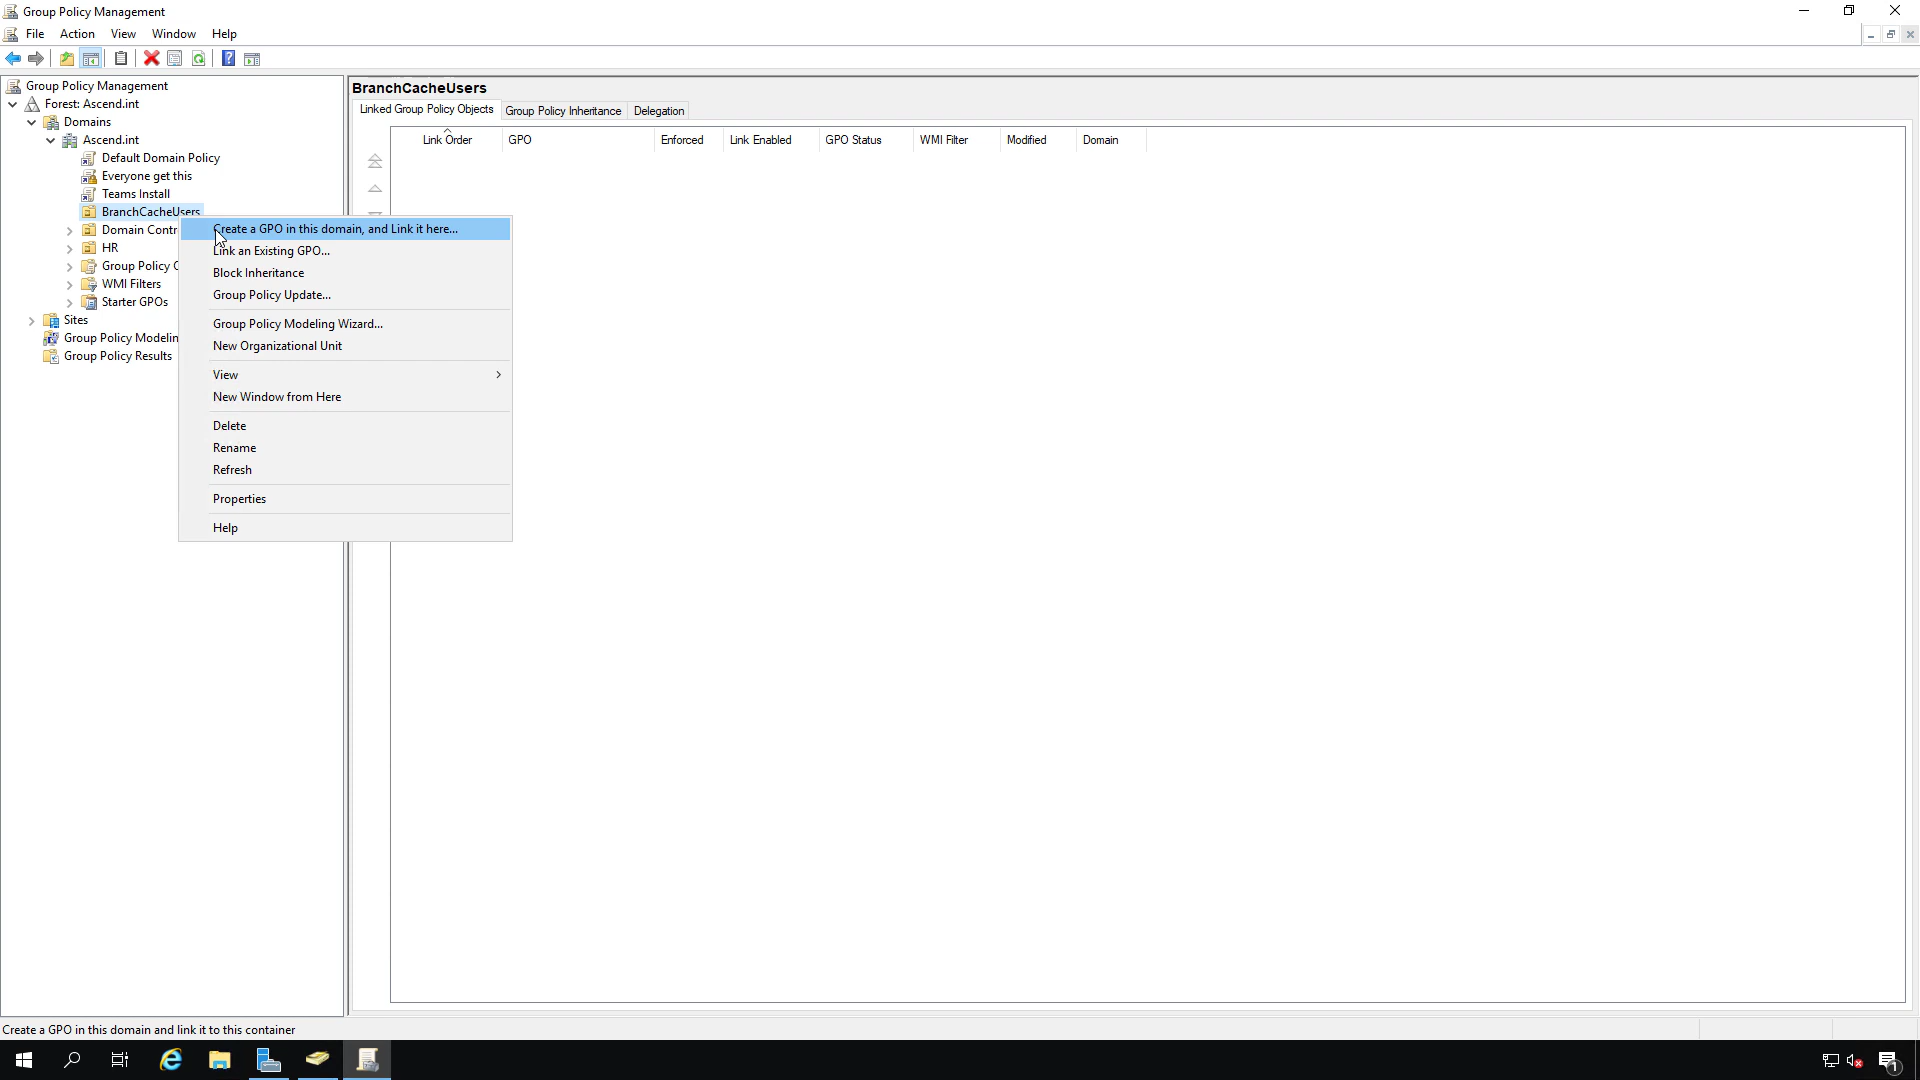 Group Policy Management
File Action View Window Help
Group Policy Management
Forest: Ascend.int
Domains
Ascend.int
Default Domain Policy
Everyone get this
Teams Install
BranchCacheUsers
Domain Contr
HR
Group Policy O
WMI Filters
Starter GPOs
Sites
Group Policy Modelin
Group Policy Results
BranchCacheUsers
Linked Group Policy Objects Group Policy Inheritance Delegation
Link Order GPO Enforced Link Enabled GPO Status WMI Filter Modified Domain
Create a GPO in this domain, and Link it here...
Link an Existing GPO...
Block Inheritance
Group Policy Update...
Group Policy Modeling Wizard...
New Organizational Unit
View
New Window from Here
Delete
Rename
Refresh
Properties
Help
Create a GPO in this domain and link it to this container
1